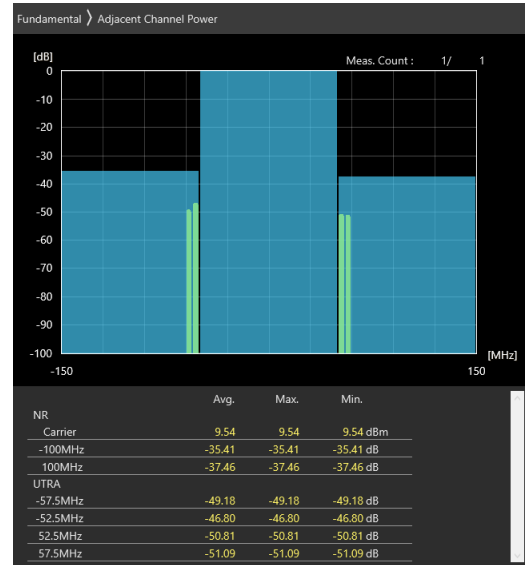 Fundamental ❭ Adjacent Channel Power
[dB]
Meas. Count : 1/ 1
0
-10
-20
-30
-40
-50
-60
-70
-80
-90
-100
[MHz]
-150 150
Avg. Max. Min.
NR
Carrier 9.54 9.54 9.54 dBm
-100MHz -35.41 -35.41 -35.41 dB
100MHz -37.46 -37.46 -37.46 dB
UTRA
-57.5MHz -49.18 -49.18 -49.18 dB
-52.5MHz -46.80 -46.80 -46.80 dB
52.5MHz -50.81 -50.81 -50.81 dB
57.5MHz -51.09 -51.09 -51.09 dB